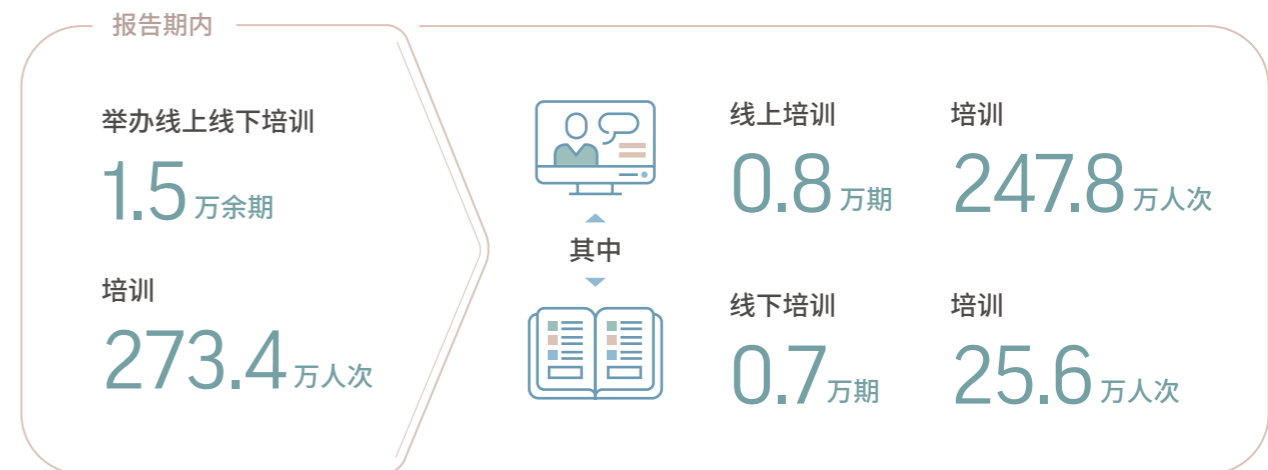 报告期内
举办线上线下培训
1.5 万余期
培训
273.4 万人次
其中
线上培训
0.8 万期
培训
247.8 万人次
线下培训
0.7 万期
培训
25.6 万人次